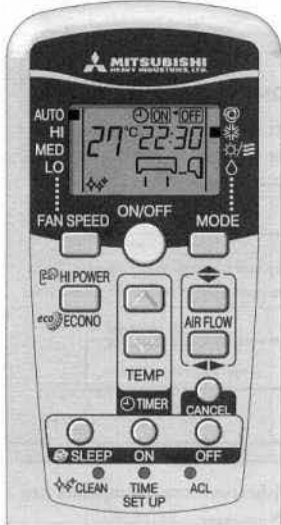 MITSUBISHI
HEAVY INDUSTRIES, LTD.
AUTO
HI
MED
LO
ON OFF
27°C 22:30
FAN SPEED
ON/OFF
MODE
HI POWER
eco ECONO
AIR FLOW
TEMP
TIMER
CANCEL
SLEEP ON OFF
CLEAN
TIME
SET UP
ACL